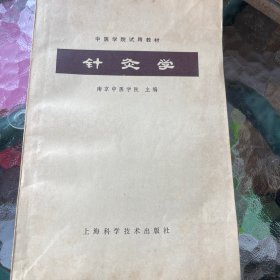 中医学院试用教材
针灸学
南京中医学院 主编
上海科学技术出版社